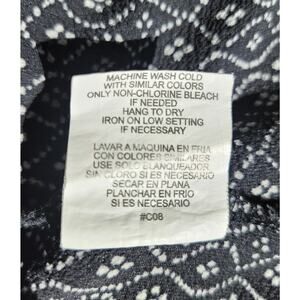 MACHINE WASH COLD
WITH SIMILAR COLORS
ONLY NON-CHLORINE BLEACH
IF NEEDED
HANG TO DRY
IRON ON LOW SETTING
IF NECESSARY
LAVAR A MAQUINA EN FRIA
CON COLORES SIMILARES
USE SOLO BLANQUEADOR
SIN CLORO SI ES NECESARIO
SECAR EN PLANA
PLANCHAR EN FRIO
SI ES NECESARIO
#C08